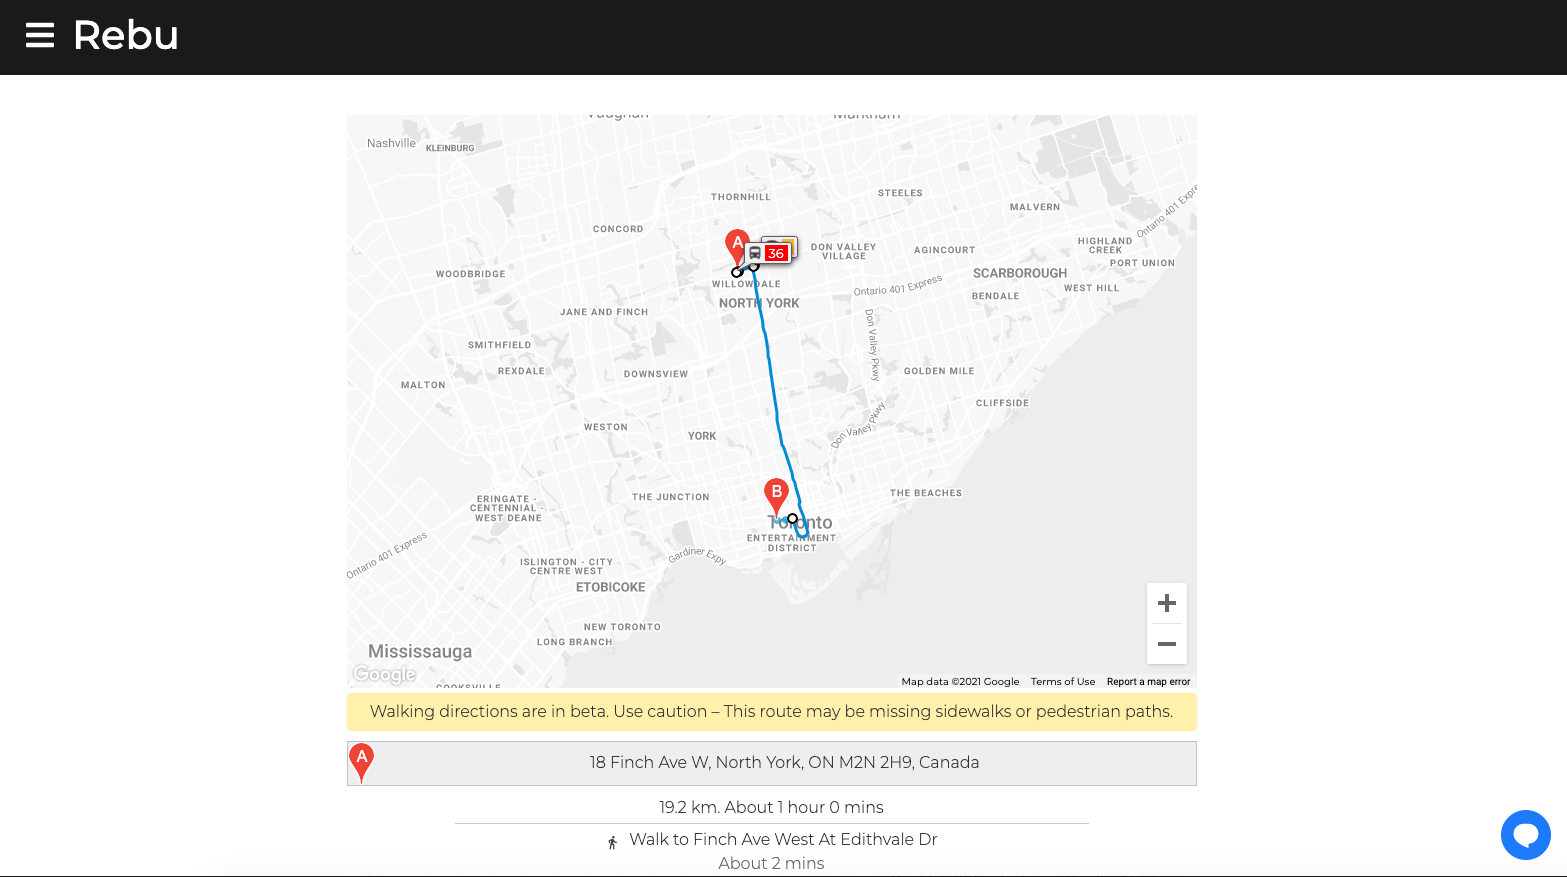 Rebu
Vaughan
Markham
Nashville
KLEINBURG
THORNHILL
STEELES
MALVERN
Ontario 401 Express
CONCORD
A
36
DON VALLEY
VILLAGE
AGINCOURT
HIGHLAND
CREEK
PORT UNION
WOODBRIDGE
SCARBOROUGH
WILLOWDALE
Ontario 401 Express
WEST HILL
BENDALE
NORTH YORK
JANE AND FINCH
Don Valley Pkwy
SMITHFIELD
REXDALE
DOWNSVIEW
GOLDEN MILE
MALTON
CLIFFSIDE
WESTON
YORK
Don Valley Pkwy
B
THE JUNCTION
THE BEACHES
ERINGATE -
CENTENNIAL -
WEST DEANE
Toronto
ENTERTAINMENT
DISTRICT
Ontario 401 Express
Gardiner Expy
ISLINGTON - CITY
CENTRE WEST
ETOBICOKE
NEW TORONTO
LONG BRANCH
Mississauga
Google
COOKSVILLE
Map data ©2021 Google Terms of Use Report a map error
Walking directions are in beta. Use caution – This route may be missing sidewalks or pedestrian paths.
A 18 Finch Ave W, North York, ON M2N 2H9, Canada
19.2 km. About 1 hour 0 mins
Walk to Finch Ave West At Edithvale Dr
About 2 mins